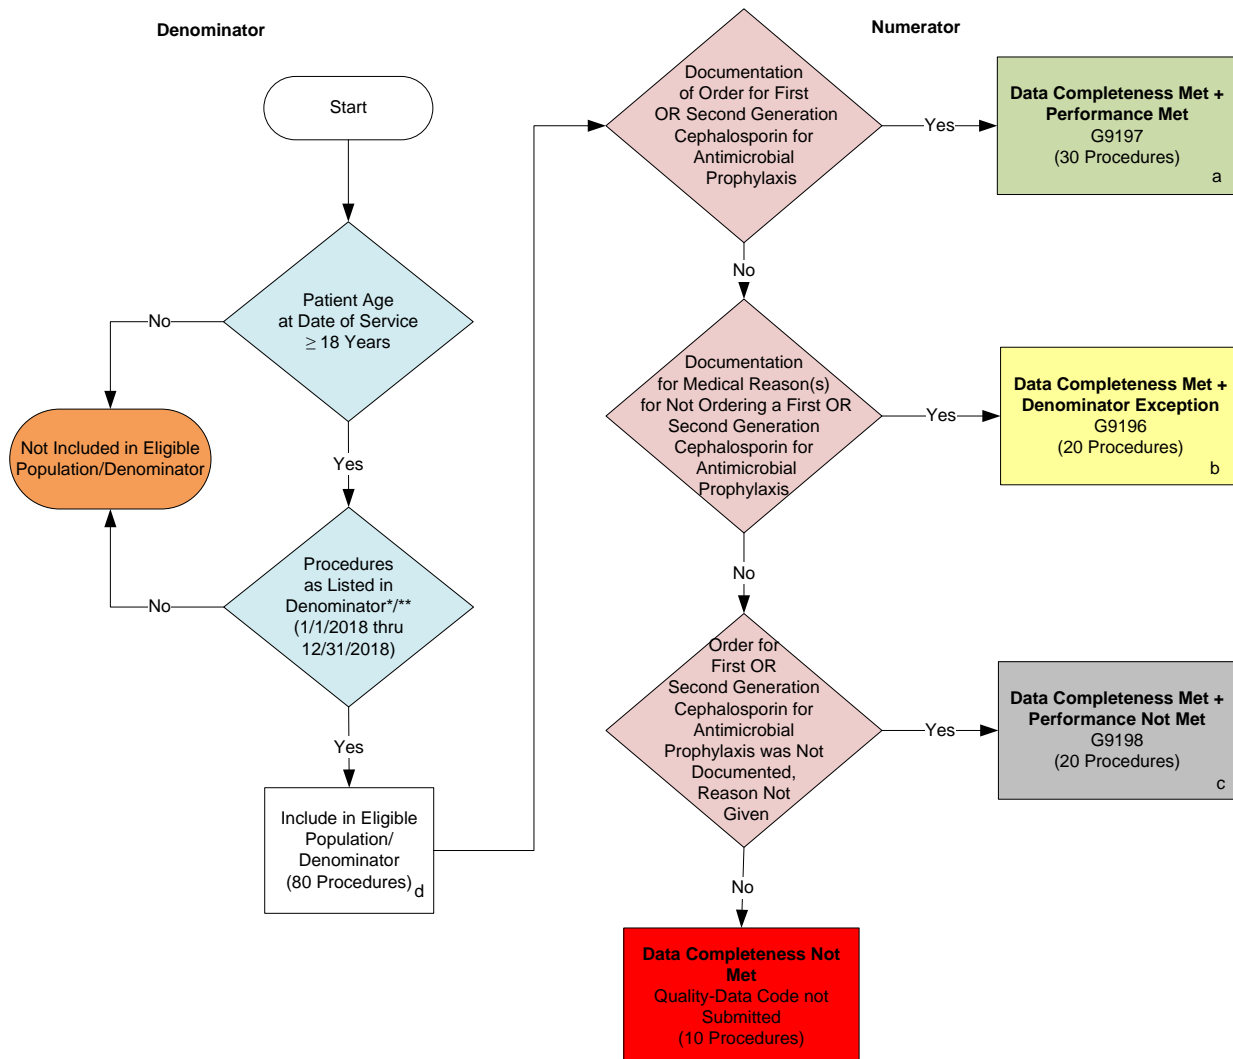 Denominator
Start
Patient Age
at Date of Service
≥ 18 Years
No
Not Included in Eligible
Population/Denominator
Yes
Procedures
as Listed in
Denominator*/**
(1/1/2018 thru
12/31/2018)
No
Yes
Include in Eligible
Population/
Denominator
(80 Procedures)
d
Numerator
Documentation
of Order for First
OR Second Generation
Cephalosporin for
Antimicrobial
Prophylaxis
Yes
Data Completeness Met +
Performance Met
G9197
(30 Procedures)
a
No
Documentation
for Medical Reason(s)
for Not Ordering a First OR
Second Generation
Cephalosporin for
Antimicrobial
Prophylaxis
Yes
Data Completeness Met +
Denominator Exception
G9196
(20 Procedures)
b
No
Order for
First OR
Second Generation
Cephalosporin for
Antimicrobial
Prophylaxis was Not
Documented,
Reason Not
Given
Yes
Data Completeness Met +
Performance Not Met
G9198
(20 Procedures)
c
No
Data Completeness Not
Met
Quality-Data Code not
Submitted
(10 Procedures)